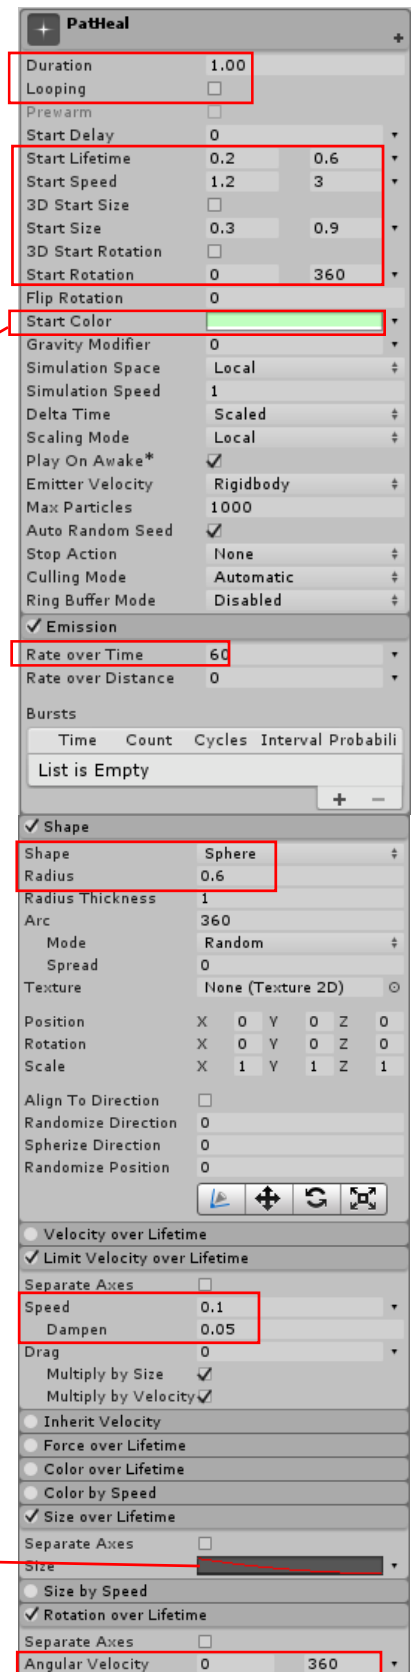 PatHeal
+
Duration 1.00
Looping
Prewarm
Start Delay 0
Start Lifetime 0.2 0.6
Start Speed 1.2 3
3D Start Size
Start Size 0.3 0.9
3D Start Rotation
Start Rotation 0 360
Flip Rotation 0
Start Color
Gravity Modifier 0
Simulation Space Local
Simulation Speed 1
Delta Time Scaled
Scaling Mode Local
Play On Awake*
Emitter Velocity Rigidbody
Max Particles 1000
Auto Random Seed
Stop Action None
Culling Mode Automatic
Ring Buffer Mode Disabled
Emission
Rate over Time 60
Rate over Distance 0
Bursts
Time Count Cycles Interval Probabili
List is Empty
+ −
Shape
Shape Sphere
Radius 0.6
Radius Thickness 1
Arc 360
Mode Random
Spread 0
Texture None (Texture 2D)
Position X 0 Y 0 Z 0
Rotation X 0 Y 0 Z 0
Scale X 1 Y 1 Z 1
Align To Direction
Randomize Direction 0
Spherize Direction 0
Randomize Position 0
Velocity over Lifetime
Limit Velocity over Lifetime
Separate Axes
Speed 0.1
Dampen 0.05
Drag 0
Multiply by Size
Multiply by Velocity
Inherit Velocity
Force over Lifetime
Color over Lifetime
Color by Speed
Size over Lifetime
Separate Axes
Size
Size by Speed
Rotation over Lifetime
Separate Axes
Angular Velocity 0 360